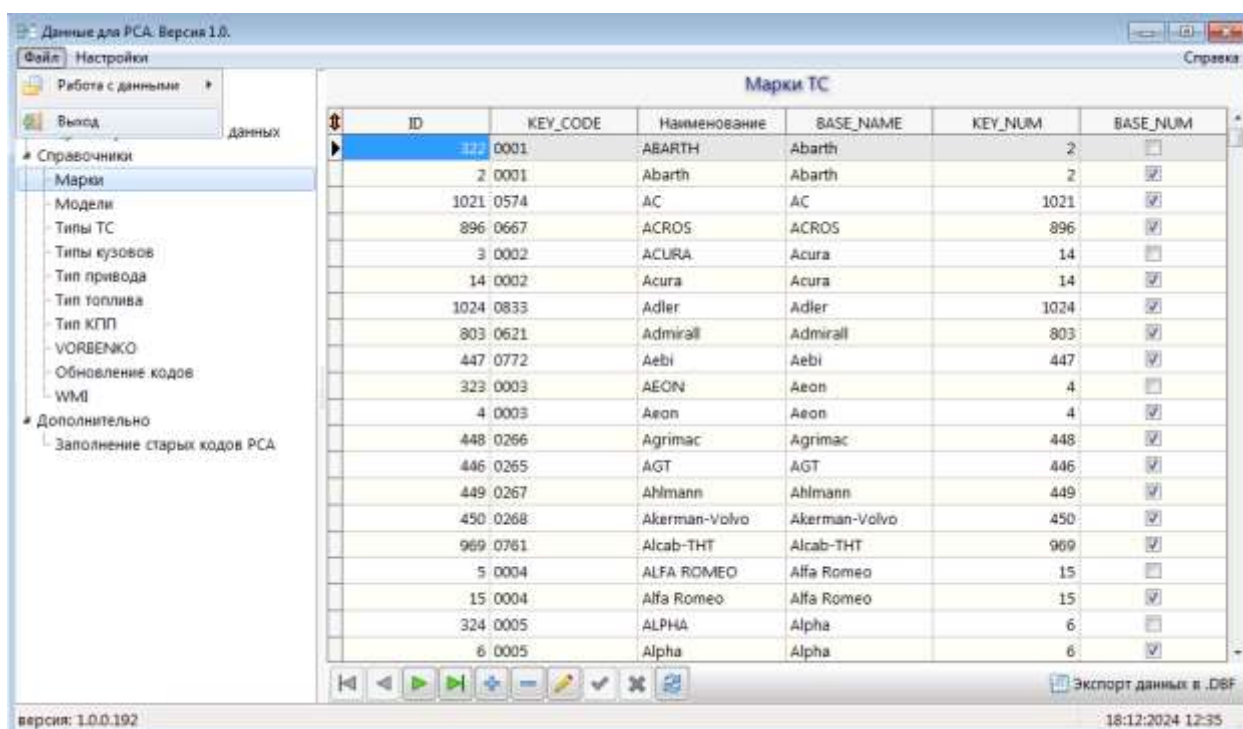 Данные для РСА. Версия 1.0.
Файл Настройки Справка
Работа с данными
Выход
данных
Справочники
Марки
Модели
Типы ТС
Типы кузовов
Тип привода
Тип топлива
Тип КПП
VORBENKO
Обновление кодов
WMI
Дополнительно
Заполнение старых кодов РСА
Марки ТС
ID KEY_CODE Наименование BASE_NAME KEY_NUM BASE_NUM
322 0001 ABARTH Abarth 2
2 0001 Abarth Abarth 2
1021 0574 AC AC 1021
896 0667 ACROS ACROS 896
3 0002 ACURA Acura 14
14 0002 Acura Acura 14
1024 0833 Adler Adler 1024
803 0621 Admirall Admirall 803
447 0772 Aebi Aebi 447
323 0003 AEON Aeon 4
4 0003 Aeon Aeon 4
448 0266 Agrimac Agrimac 448
446 0265 AGT AGT 446
449 0267 Ahlmann Ahlmann 449
450 0268 Akerman-Volvo Akerman-Volvo 450
969 0761 Alcab-THT Alcab-THT 969
5 0004 ALFA ROMEO Alfa Romeo 15
15 0004 Alfa Romeo Alfa Romeo 15
324 0005 ALPHA Alpha 6
6 0005 Alpha Alpha 6
Экспорт данных в .DBF
версия: 1.0.0.192 18:12:2024 12:35